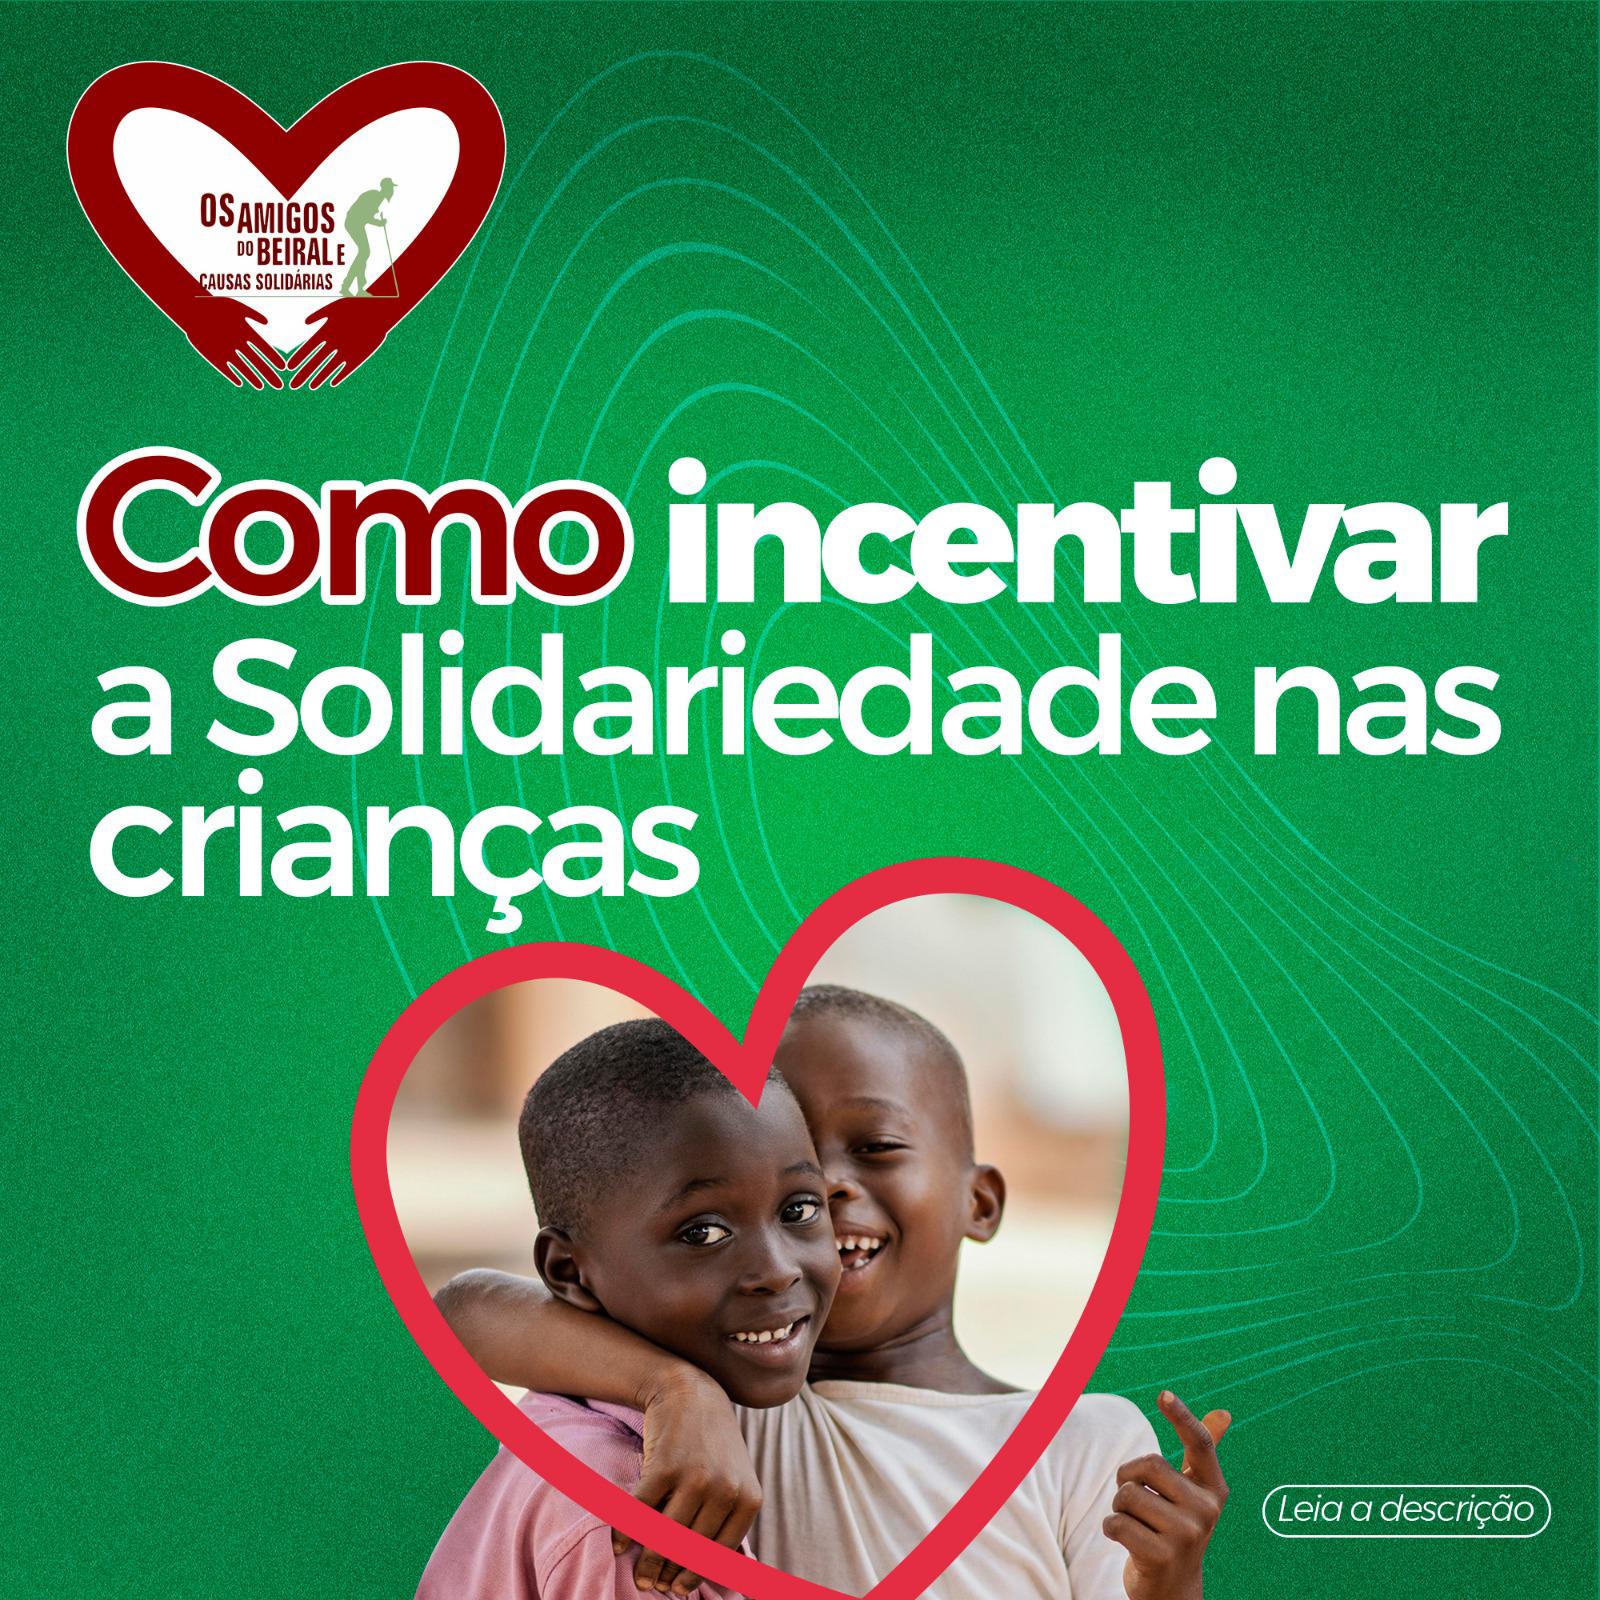 OS AMIGOS
DO BEIRAL E
CAUSAS SOLIDÁRIAS
Como incentivar
a Solidariedade nas
crianças
Leia a descrição